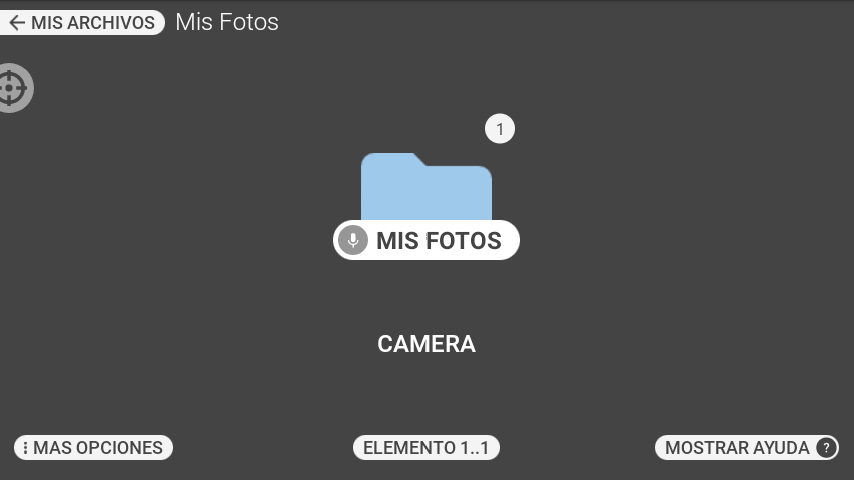 MIS ARCHIVOS
Mis Fotos
1
MIS FOTOS
CAMERA
MAS OPCIONES
ELEMENTO 1..1
MOSTRAR AYUDA ?